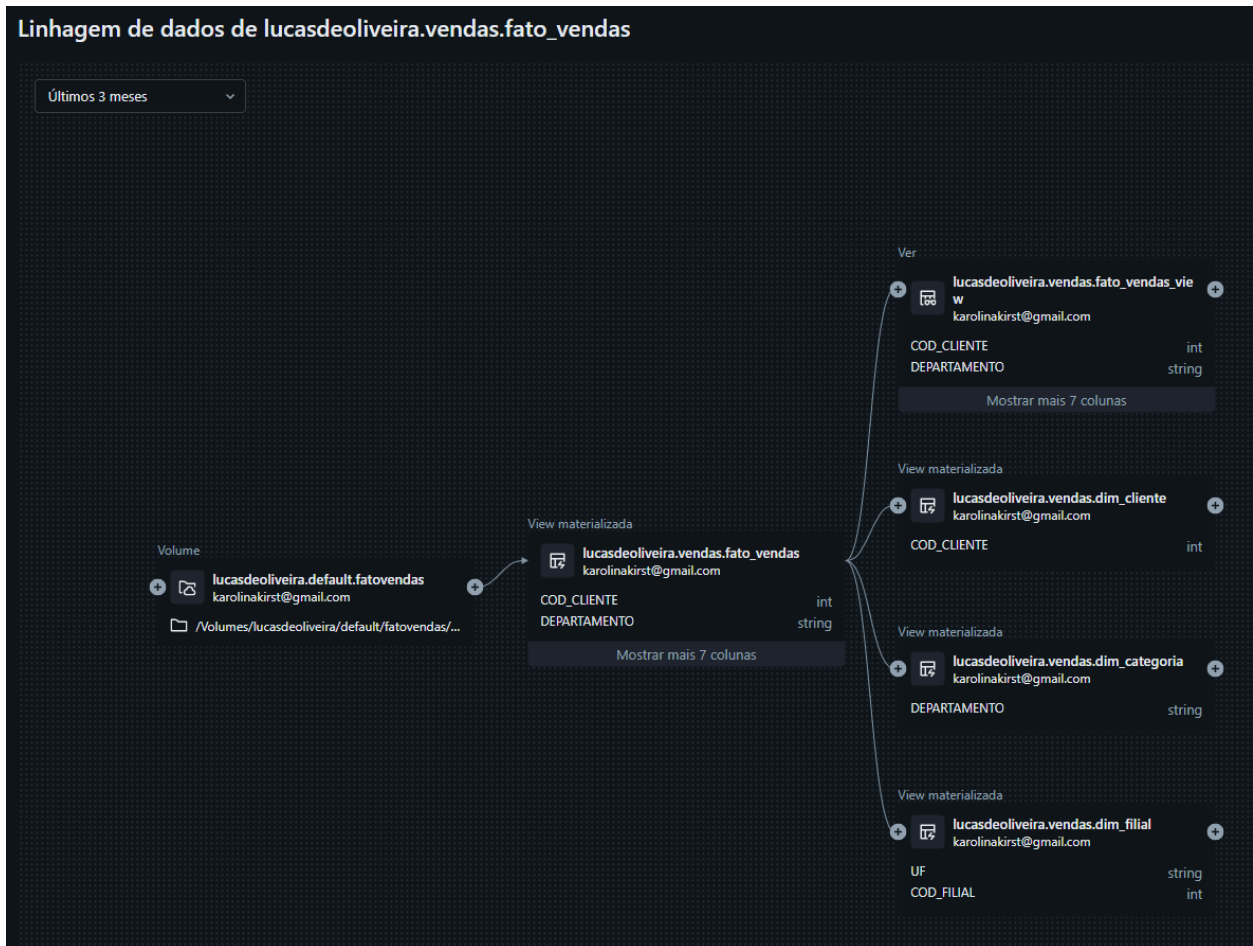 Linhagem de dados de lucasdeoliveira.vendas.fato_vendas
Últimos 3 meses
Volume
lucasdeoliveira.default.fatovendas
karolinakirst@gmail.com
/Volumes/lucasdeoliveira/default/fatovendas/...
View materializada
lucasdeoliveira.vendas.fato_vendas
karolinakirst@gmail.com
COD_CLIENTE int
DEPARTAMENTO string
Mostrar mais 7 colunas
Ver
lucasdeoliveira.vendas.fato_vendas_vie
w
karolinakirst@gmail.com
COD_CLIENTE int
DEPARTAMENTO string
Mostrar mais 7 colunas
View materializada
lucasdeoliveira.vendas.dim_cliente
karolinakirst@gmail.com
COD_CLIENTE int
View materializada
lucasdeoliveira.vendas.dim_categoria
karolinakirst@gmail.com
DEPARTAMENTO string
View materializada
lucasdeoliveira.vendas.dim_filial
karolinakirst@gmail.com
UF string
COD_FILIAL int